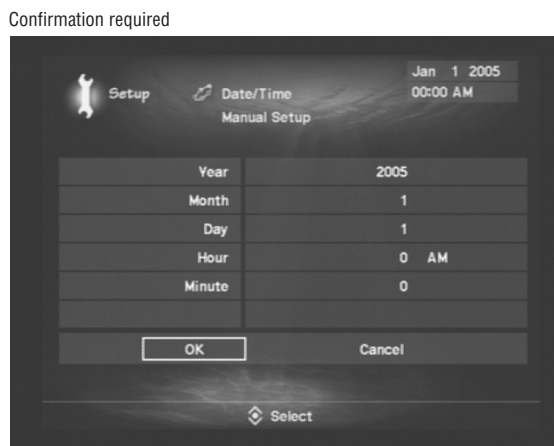 Confirmation required
Jan 1 2005
Setup Date/Time 00:00 AM
Manual Setup
Year 2005
Month 1
Day 1
Hour 0 AM
Minute 0
OK Cancel
Select